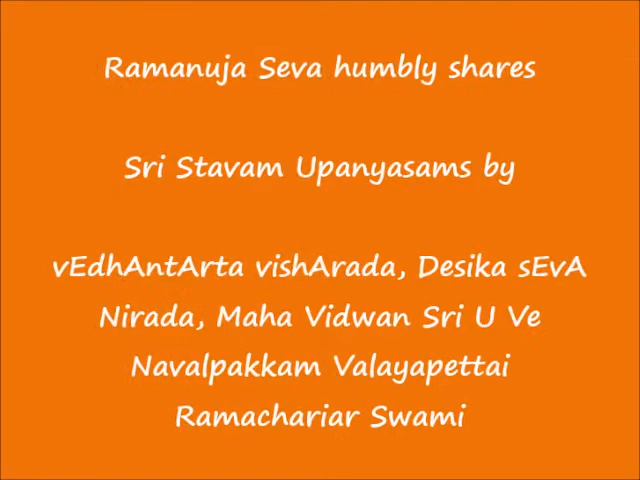 Ramanuja Seva humbly shares
Sri Stavam Upanyasams by
vEdhAntArta vishArada, Desika sEvA
Nirada, Maha Vidwan Sri U Ve
Navalpakkam Valayapettai
Ramachariar Swami